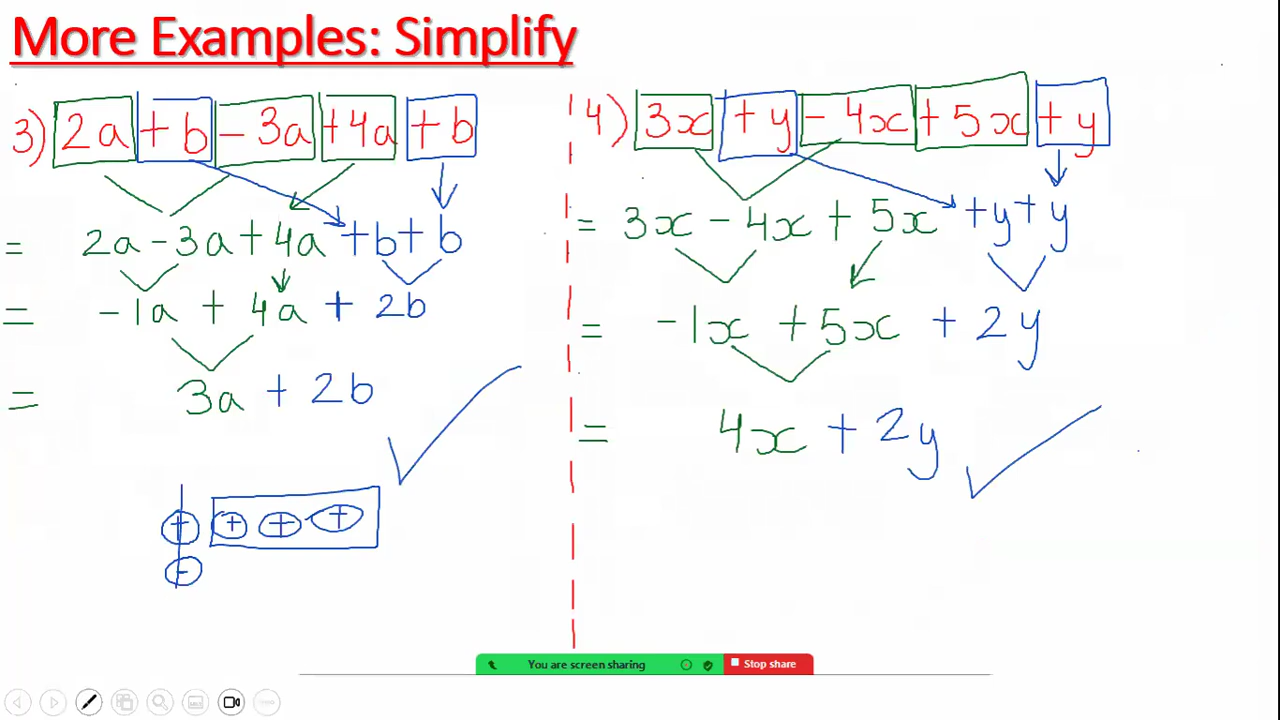 More Examples: Simplify
3) 2a + b - 3a + 4a + b
= 2a - 3a + 4a + b + b
= -1a + 4a + 2b
= 3a + 2b
+ + + +
-
4) 3x + y - 4x + 5x + y
= 3x - 4x + 5x + y + y
= -1x + 5x + 2y
= 4x + 2y
You are screen sharing
Stop share